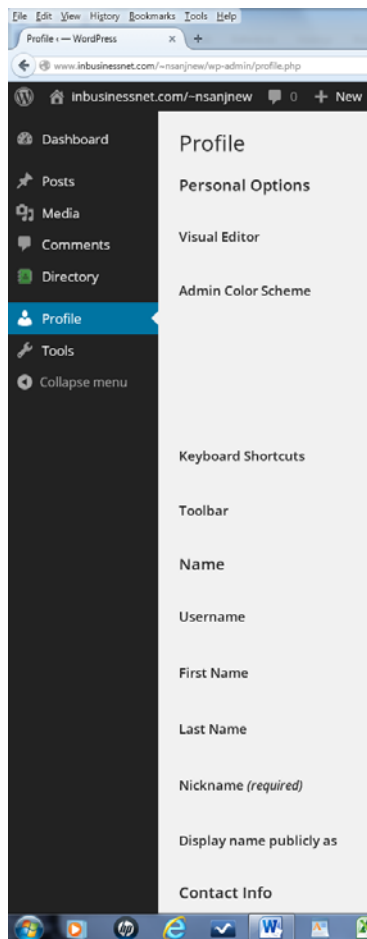 File Edit View History Bookmarks Tools Help
Profile ‹ — WordPress × +
www.inbusinessnet.com/~nsanjnew/wp-admin/profile.php
inbusinessnet.com/~nsanjnew 0 + New
Dashboard
Posts
Media
Comments
Directory
Profile
Tools
Collapse menu
Profile
Personal Options
Visual Editor
Admin Color Scheme
Keyboard Shortcuts
Toolbar
Name
Username
First Name
Last Name
Nickname (required)
Display name publicly as
Contact Info